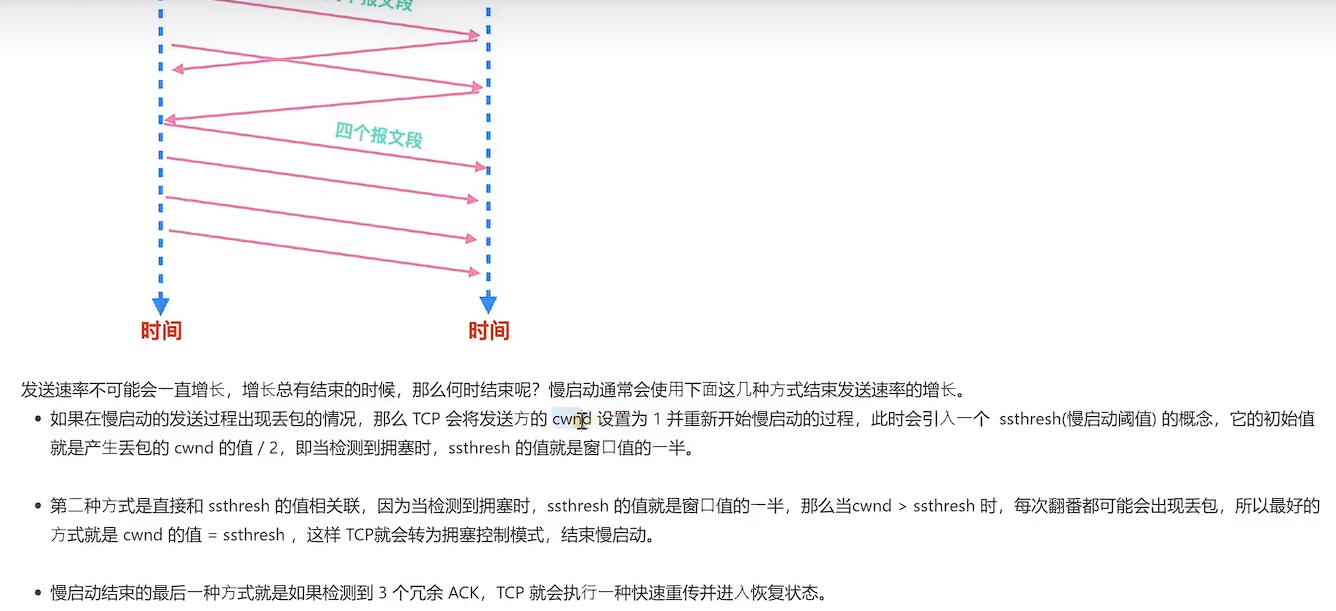 个报文段
四个报文段
时间 时间
发送速率不可能会一直增长，增长总有结束的时候，那么何时结束呢？慢启动通常会使用下面这几种方式结束发送速率的增长。
• 如果在慢启动的发送过程出现丢包的情况，那么 TCP 会将发送方的 cwnd 设置为 1 并重新开始慢启动的过程，此时会引入一个 ssthresh(慢启动阈值) 的概念，它的初始值
就是产生丢包的 cwnd 的值 / 2，即当检测到拥塞时，ssthresh 的值就是窗口值的一半。
• 第二种方式是直接和 ssthresh 的值相关联，因为当检测到拥塞时，ssthresh 的值就是窗口值的一半，那么当cwnd > ssthresh 时，每次翻番都可能会出现丢包，所以最好的
方式就是 cwnd 的值 = ssthresh ，这样 TCP就会转为拥塞控制模式，结束慢启动。
• 慢启动结束的最后一种方式就是如果检测到 3 个冗余 ACK，TCP 就会执行一种快速重传并进入恢复状态。